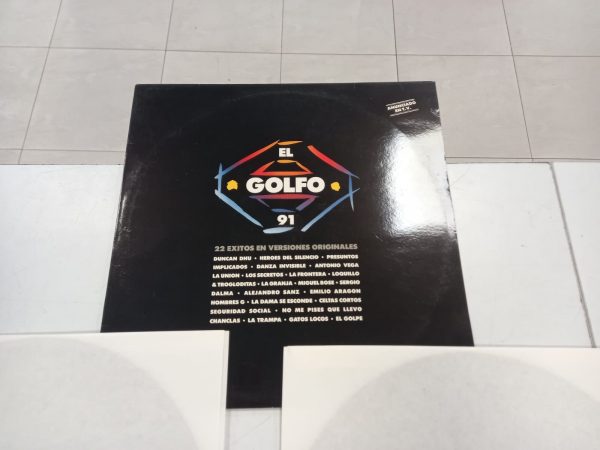 ANUNCIADO
EN T.V.
EL
GOLFO
91
22 EXITOS EN VERSIONES ORIGINALES
DUNCAN DHU • HEROES DEL SILENCIO • PRESUNTOS
IMPLICADOS • DANZA INVISIBLE • ANTONIO VEGA
LA UNION • LOS SECRETOS • LA FRONTERA • LOQUILLO
& TROGLODITAS • LA GRANJA • MIGUEL BOSE • SERGIO
DALMA • ALEJANDRO SANZ • EMILIO ARAGON
HOMBRES G • LA DAMA SE ESCONDE • CELTAS CORTOS
SEGURIDAD SOCIAL • NO ME PISES QUE LLEVO
CHANCLAS • LA TRAMPA • GATOS LOCOS • EL GOLPE